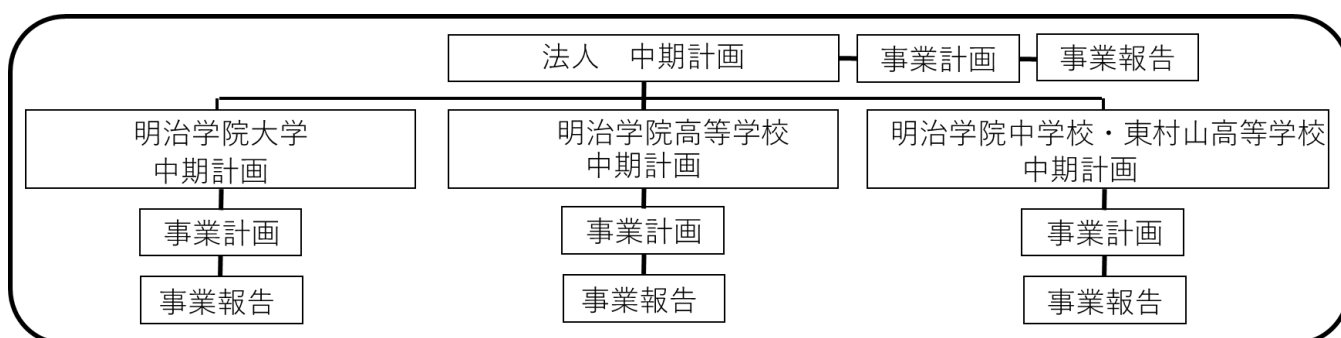 法人　中期計画
事業計画
事業報告
明治学院大学
中期計画
明治学院高等学校
中期計画
明治学院中学校・東村山高等学校
中期計画
事業計画
事業計画
事業計画
事業報告
事業報告
事業報告